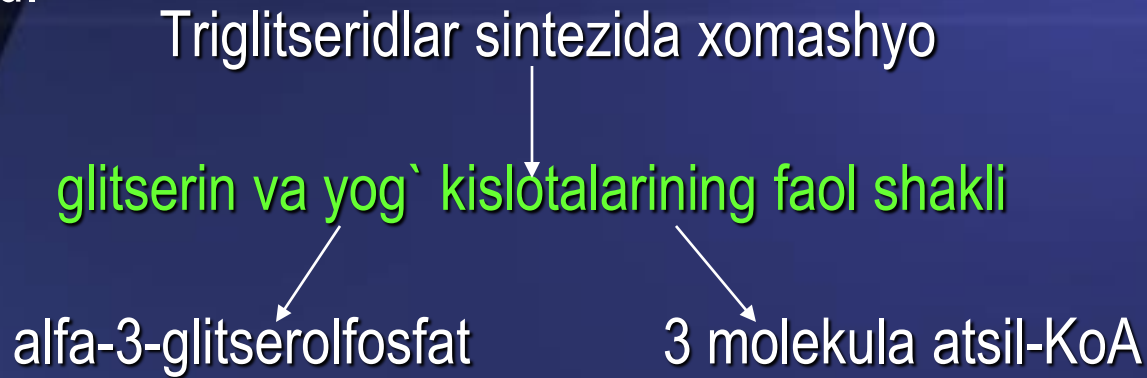 Triglitseridlar sintezida xomashyo
glitserin va yog` kislotalarining faol shakli
alfa-3-glitserolfosfat 3 molekula atsil-KoA